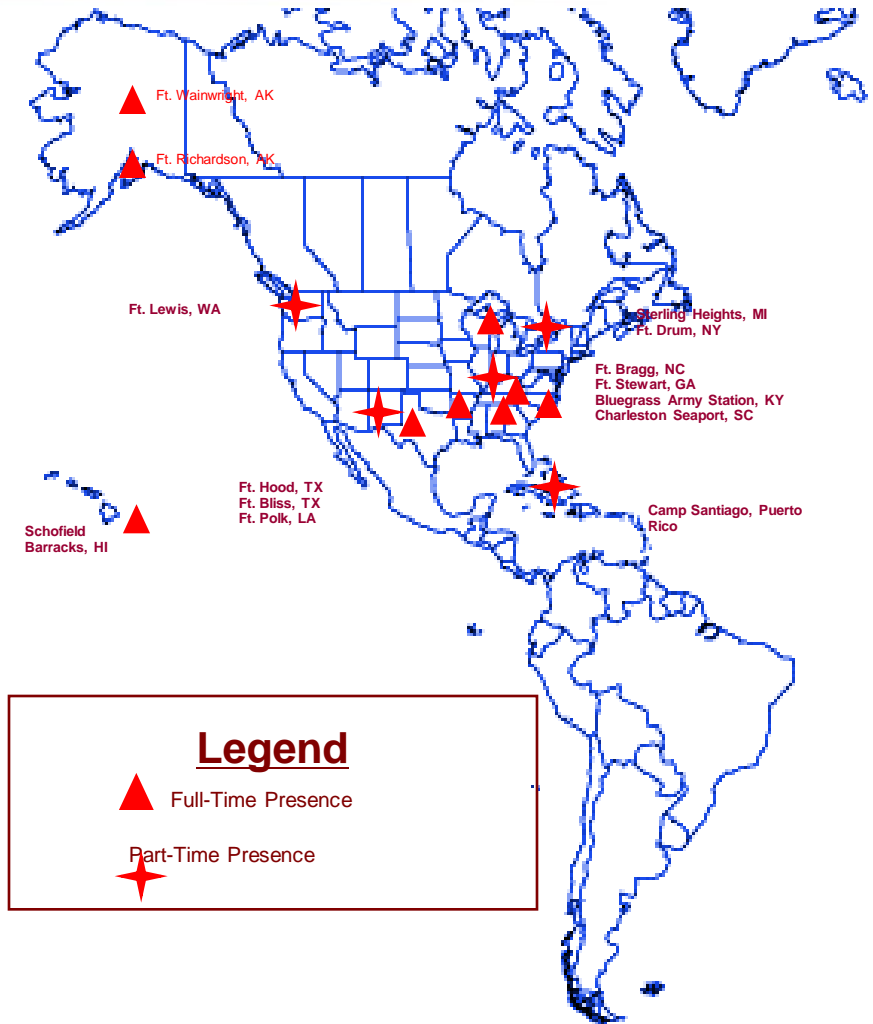 Ft. Wainwright, AK
Ft. Richardson, AK
Ft. Lewis, WA
Sterling Heights, MI
Ft. Drum, NY
Ft. Bragg, NC
Ft. Stewart, GA
Bluegrass Army Station, KY
Charleston Seaport, SC
Ft. Hood, TX
Ft. Bliss, TX
Ft. Polk, LA
Camp Santiago, Puerto
Rico
Schofield
Barracks, HI
Legend
Full-Time Presence
Part-Time Presence